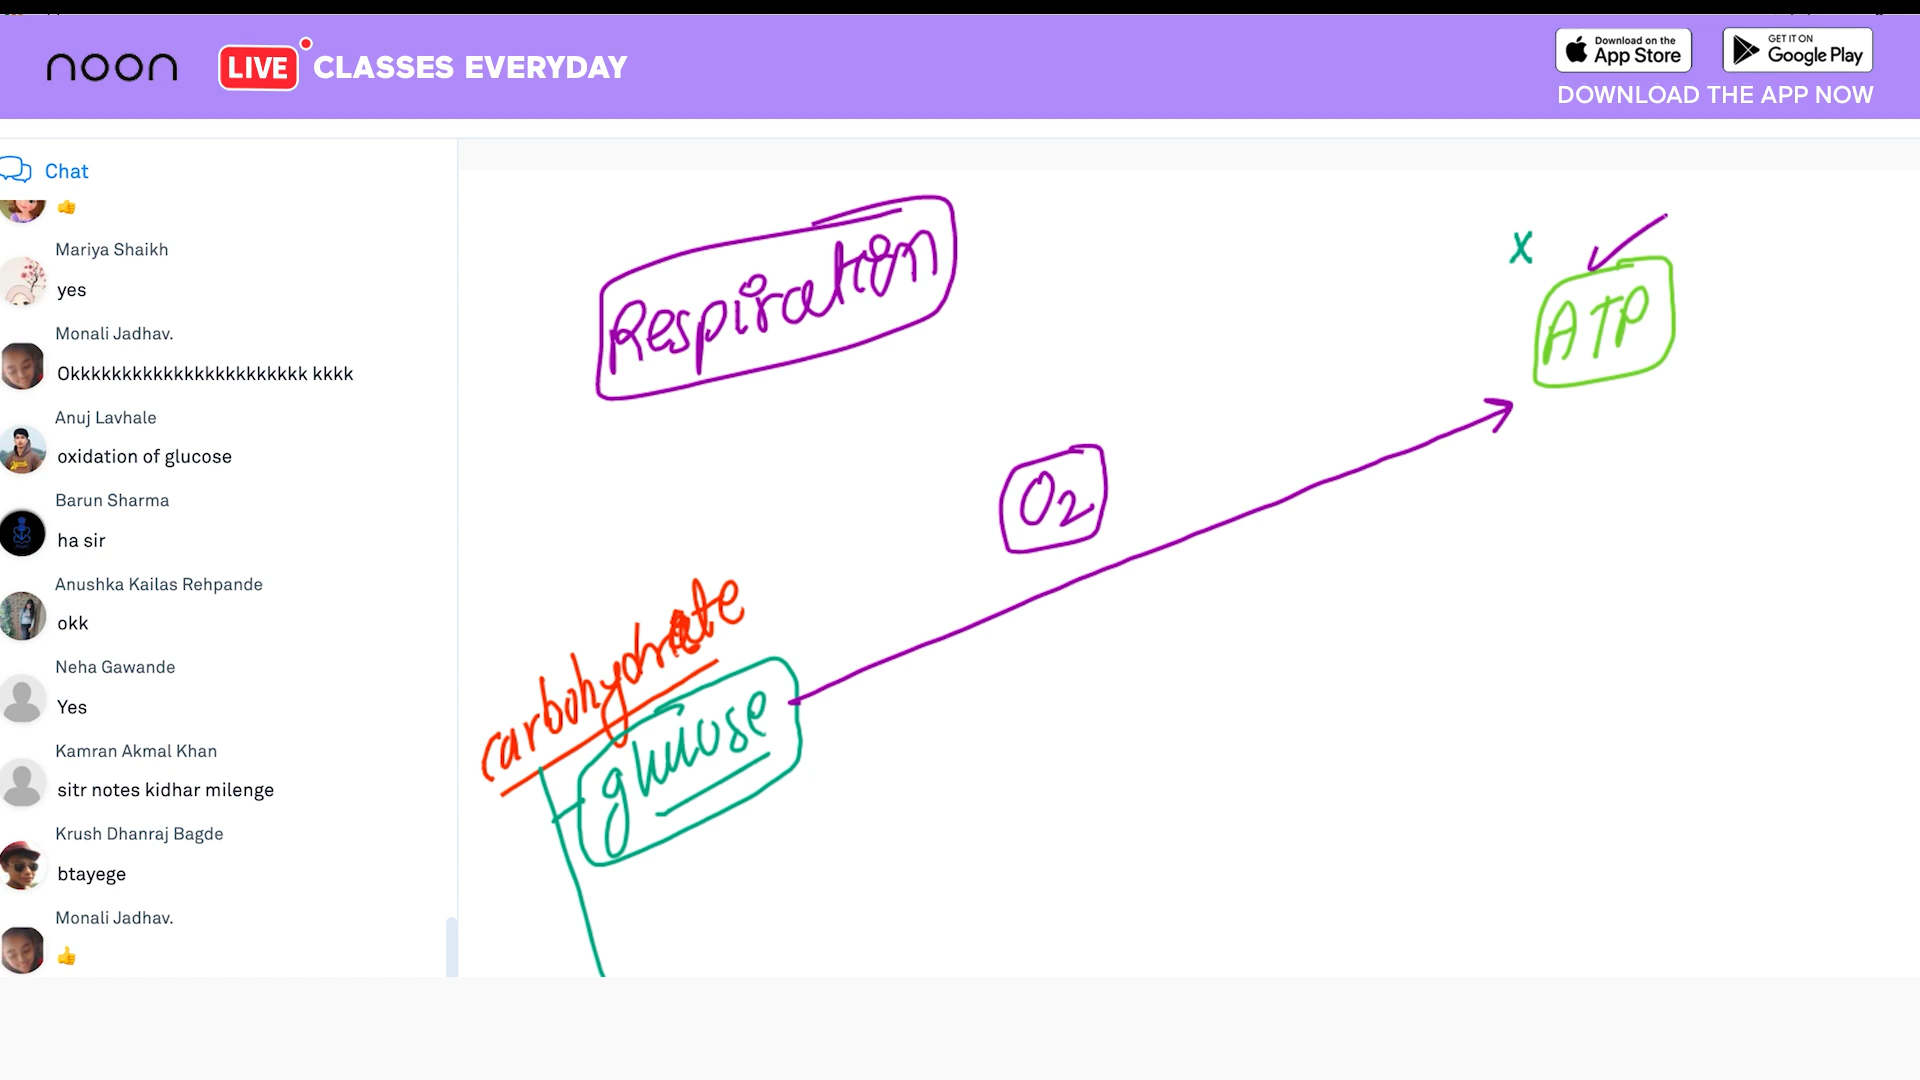 noon LIVE CLASSES EVERYDAY
Download on the
App Store
GET IT ON
Google Play
DOWNLOAD THE APP NOW
Chat
👍
Mariya Shaikh
yes
Monali Jadhav.
Okkkkkkkkkkkkkkkkkkkkkkk kkkk
Anuj Lavhale
oxidation of glucose
Barun Sharma
ha sir
Anushka Kailas Rehpande
okk
Neha Gawande
Yes
Kamran Akmal Khan
sitr notes kidhar milenge
Krush Dhanraj Bagde
btayege
Monali Jadhav.
👍
Respiration
x
ATP
O₂
carbohydrate
glucose